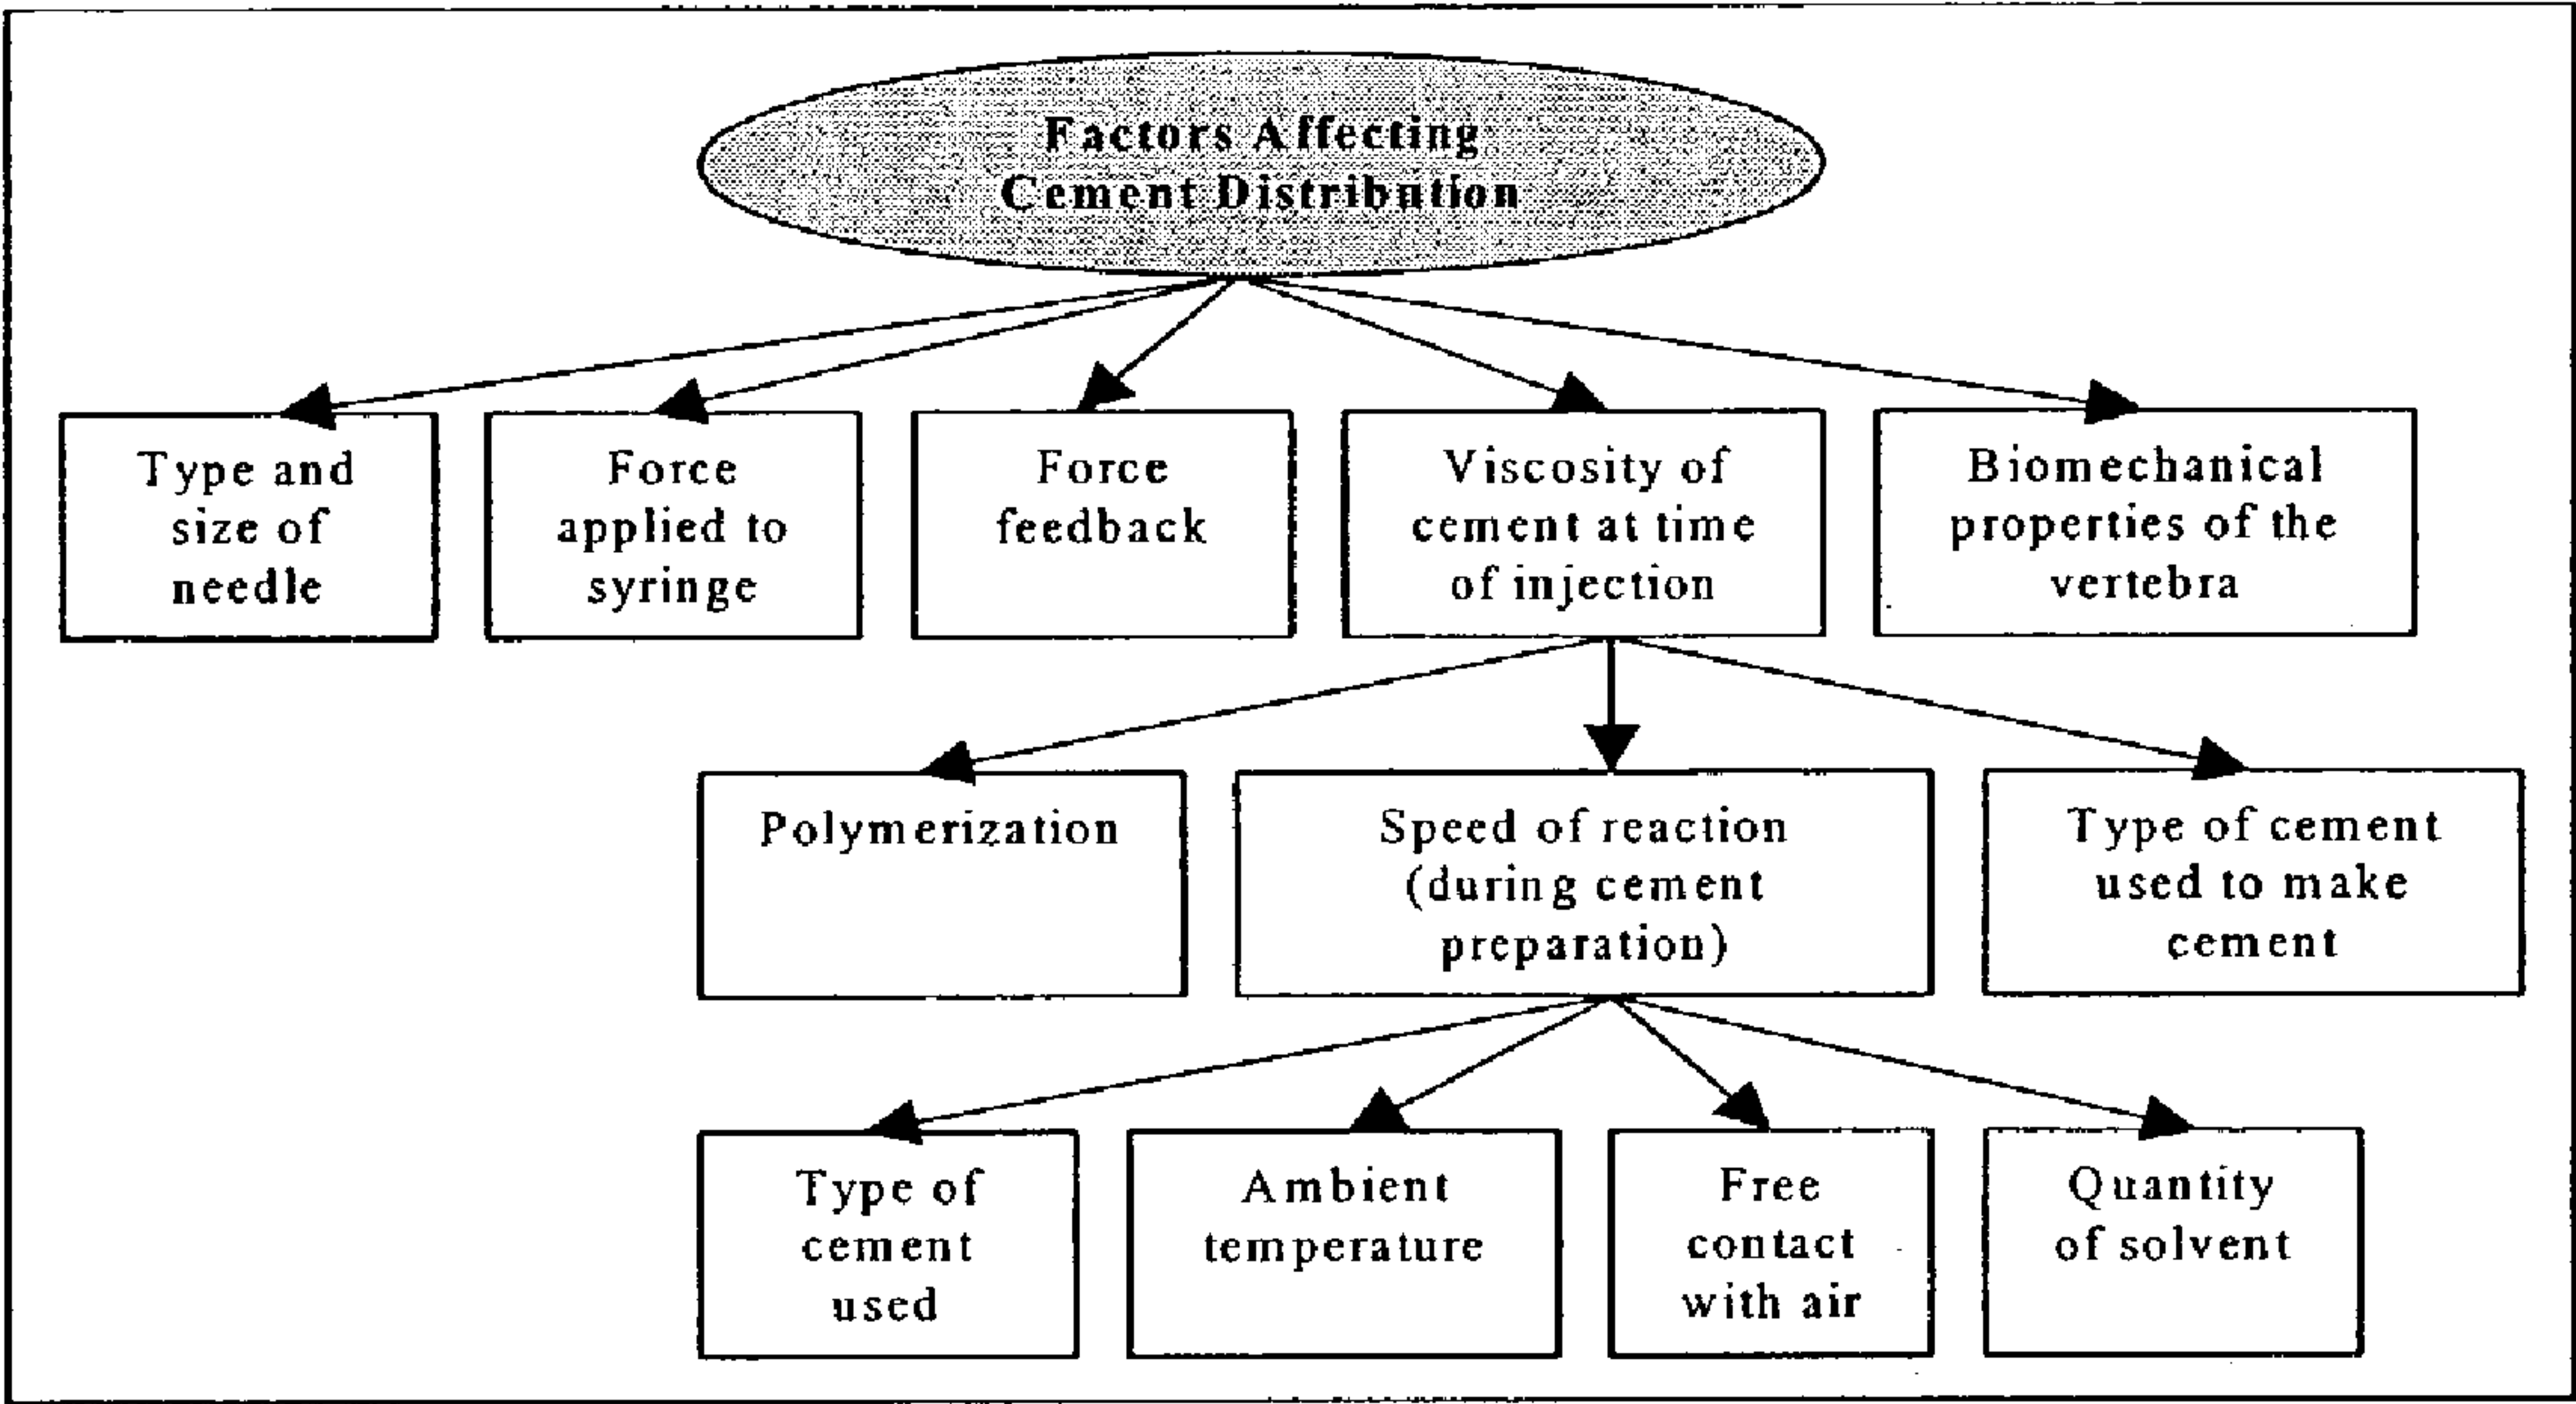 Factors Affecting
Cement Distribution
Type and
size of
needle
Force
applied to
syringe
Force
feedback
Viscosity of
cement at time
of injection
Biomechanical
properties of the
vertebra
Polymerization
Speed of reaction
(during cement
preparation)
Type of cement
used to make
cement
Type of
cement
used
Ambient
temperature
Free
contact
with air
Quantity
of solvent